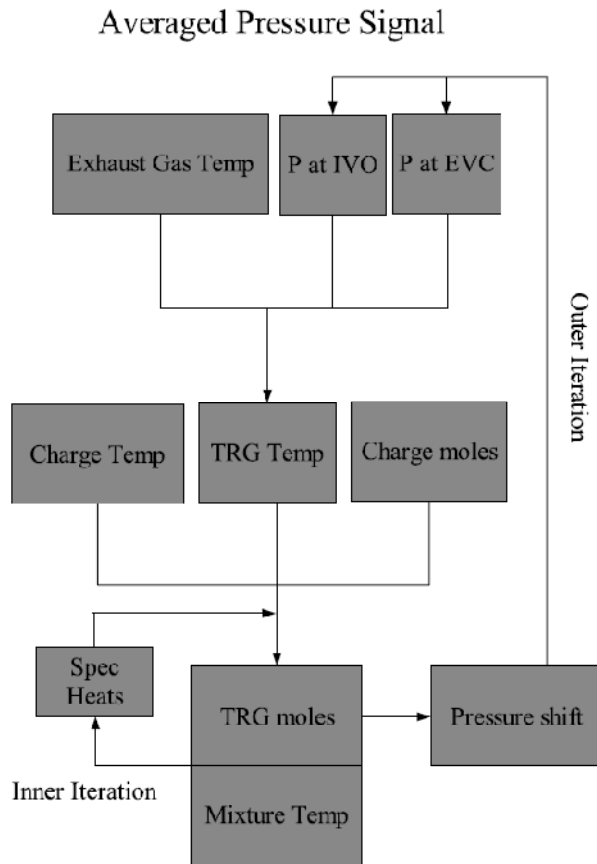 Averaged Pressure Signal
Exhaust Gas Temp
P at IVO
P at EVC
Outer Iteration
Charge Temp
TRG Temp
Charge moles
Spec
Heats
TRG moles
Pressure shift
Inner Iteration
Mixture Temp